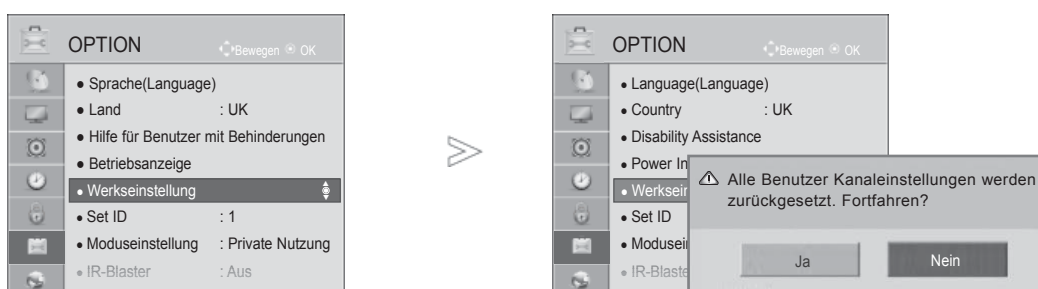 OPTION Bewegen OK
● Sprache(Language)
● Land : UK
● Hilfe für Benutzer mit Behinderungen
● Betriebsanzeige
● Werkseinstellung
● Set ID : 1
● Moduseinstellung : Private Nutzung
● IR-Blaster : Aus
OPTION Bewegen OK
● Language(Language)
● Country : UK
● Disability Assistance
● Power In
● Werkseir
● Set ID
● Moduseir
● IR-Blaste
Alle Benutzer Kanaleinstellungen werden
zurückgesetzt. Fortfahren?
Ja Nein